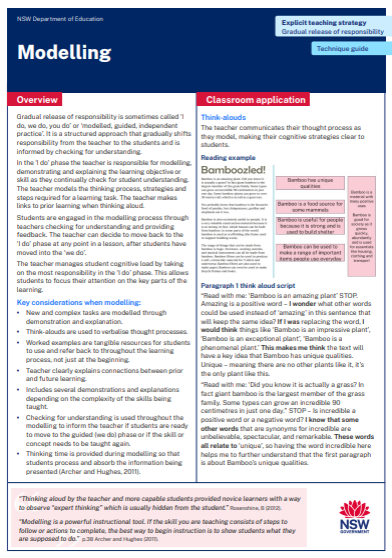 NSW Department of Education
Explicit teaching strategy
Gradual release of responsibility
Technique guide
Modelling
Overview
Gradual release of responsibility is sometimes called 'I
do, we do, you do' or 'modelled, guided, independent
practice'. It is a structured approach that gradually shifts
responsibility from the teacher to the students and is
informed by checking for understanding.
In the 'I do' phase the teacher is responsible for modelling,
demonstrating and explaining the learning objective or
skill as they continually check for student understanding.
The teacher models the thinking process, strategies and
steps required for a learning task. The teacher makes
links to prior learning when thinking aloud.
Students are engaged in the modelling process through
teachers checking for understanding and providing
feedback. The teacher can decide to move back to the
'I do' phase at any point in a lesson, after students have
moved into the 'we do'.
The teacher manages student cognitive load by taking
on most responsibility in the 'I do' phase. This allows
students to focus their attention on the key parts of the
learning.
Key considerations when modelling:
• New and complex tasks are modelled through
demonstration and explanation.
• Think-alouds are used to verbalise thought processes.
• Worked examples are tangible resources for students
to use and refer back to throughout the learning
process, not just at the beginning.
• Teacher clearly explains connections between prior
and future learning.
• Includes several demonstrations and explanations
depending on the complexity of the skills being
taught.
• Checking for understanding is used throughout the
modelling to inform the teacher if students are ready
to move to the guided (we do) phase or if the skill or
concept needs to be taught again.
• Thinking time is provided during modelling so that
students process and absorb the information being
presented (Archer and Hughes, 2011).
Classroom application
Think-alouds
The teacher communicates their thought process as
they model, making their cognitive strategies clear to
students.
Reading example
Bamboozled!
Bamboo has unique
qualities
Bamboo is a food source for
some mammals
Bamboo is useful for people
because it is strong and is
used to build shelter
Bamboo can be used to
make a range of important
items people use everyday
Paragraph 1 think aloud script
"Read with me: 'Bamboo is an amazing plant' STOP.
Amazing is a positive word – I wonder what other words
could be used instead of 'amazing' in this sentence that
will keep the same idea? If I was replacing the word, I
would think things like 'Bamboo is an impressive plant',
'Bamboo is an exceptional plant', 'Bamboo is a
phenomenal plant'. This makes me think the text will
have a key idea that Bamboo has unique qualities.
Unique – meaning there are no other plants like it, it's
the only plant like this.
"Read with me: 'Did you know it is actually a grass? In
fact giant bamboo is the largest member of the grass
family. Some types can grow an incredible 90
centimetres in just one day.' STOP – Is incredible a
positive word or a negative word? I know that some
other words that are synonyms for incredible are
unbelievable, spectacular, and remarkable. These words
all relate to 'unique', so having the word incredible here
helps me to further understand that the first paragraph
is about Bamboo's unique qualities.
"Thinking aloud by the teacher and more capable students provided novice learners with a way
to observe "expert thinking" which is usually hidden from the student." Rosenshine, B (2012).
"Modelling is a powerful instructional tool. If the skill you are teaching consists of steps to
follow or actions to complete, the best way to begin instruction is to show students what they
are supposed to do." p.38 Archer and Hughes (2011).
NSW
GOVERNMENT